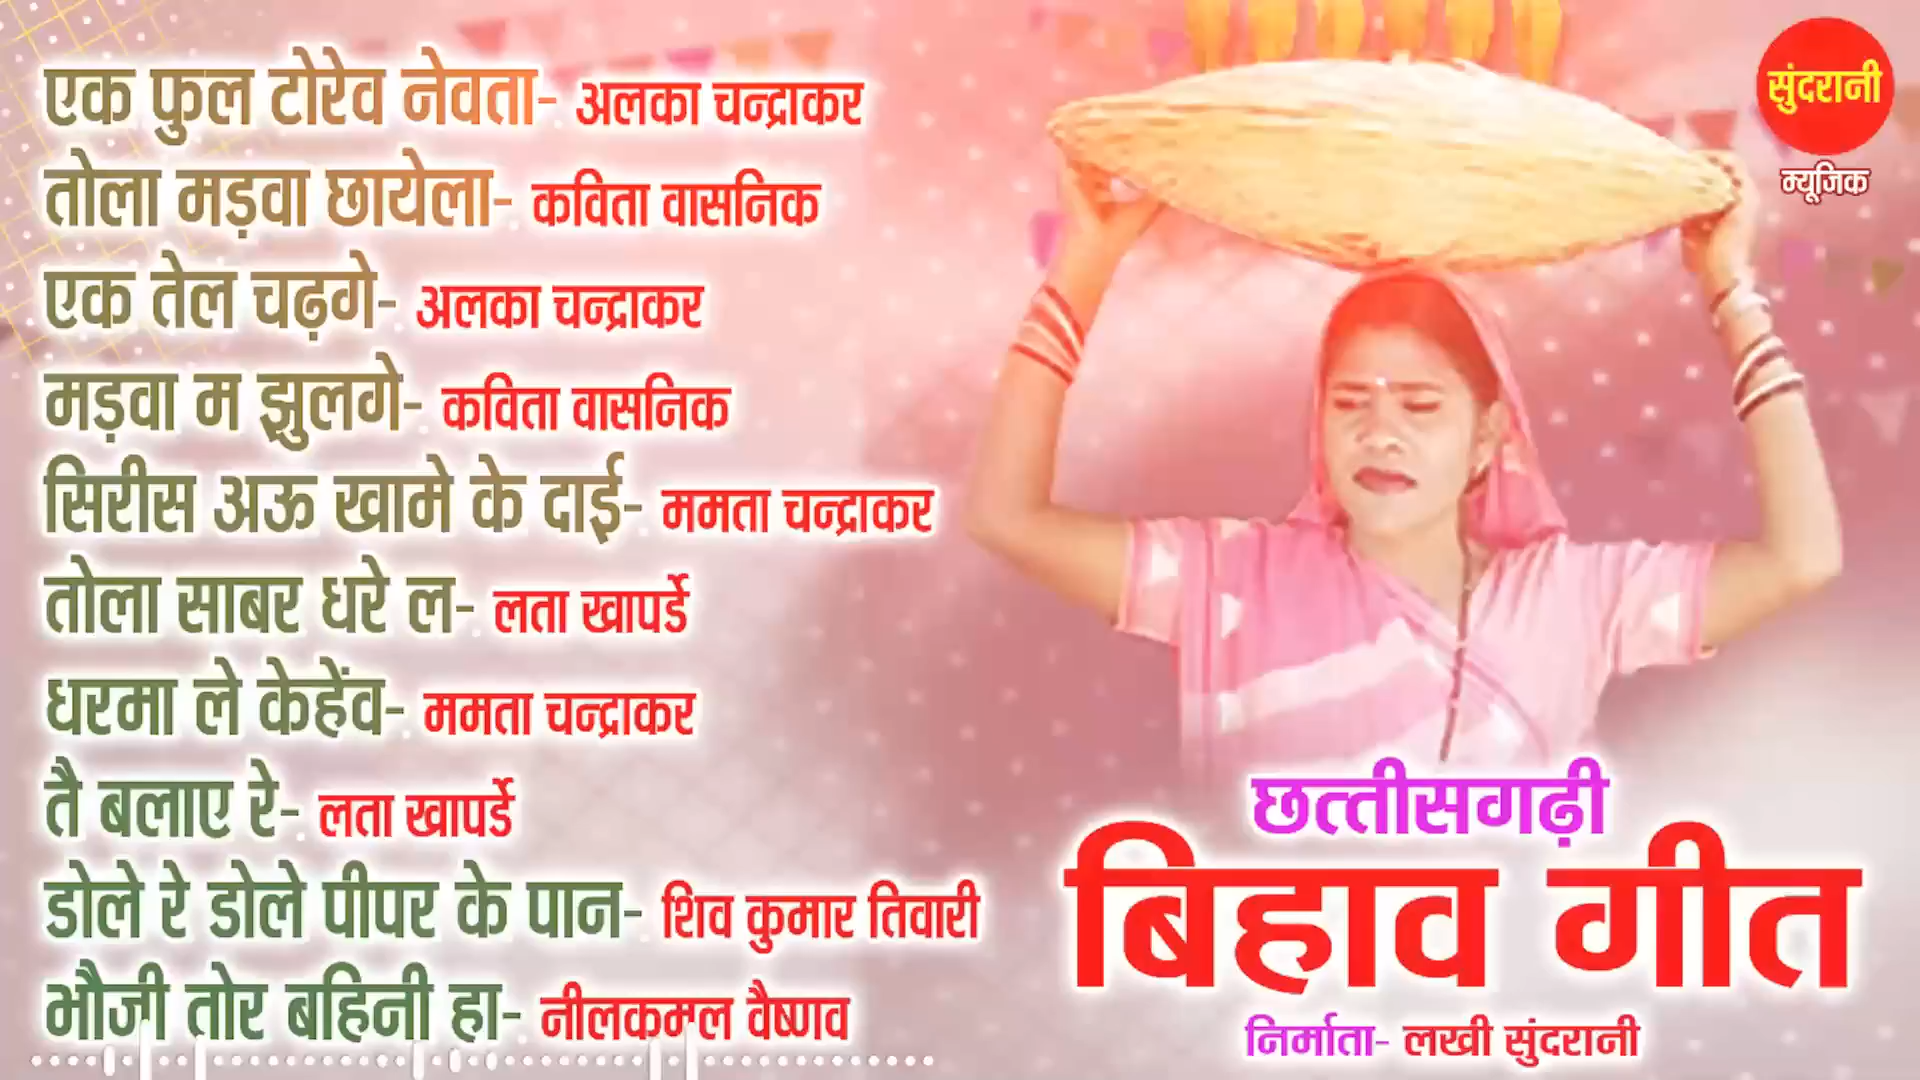 एक फुल टोरेव नेवता- अलका चन्द्राकर
तोला मड़वा छायेला- कविता वासनिक
एक तेल चढ़गे- अलका चन्द्राकर
मड़वा म झुलगे- कविता वासनिक
सिरीस अऊ खामे के दाई- ममता चन्द्राकर
तोला साबर धरे ल- लता खापर्डे
धरमा ले केहेंव- ममता चन्द्राकर
तै बलाए रे- लता खापर्डे
डोले रे डोले पीपर के पान- शिव कुमार तिवारी
भौजी तोर बहिनी हा- नीलकमल वैष्णव
सुंदरानी
म्यूजिक
छत्तीसगढ़ी
बिहाव गीत
निर्माता- लखी सुंदरानी